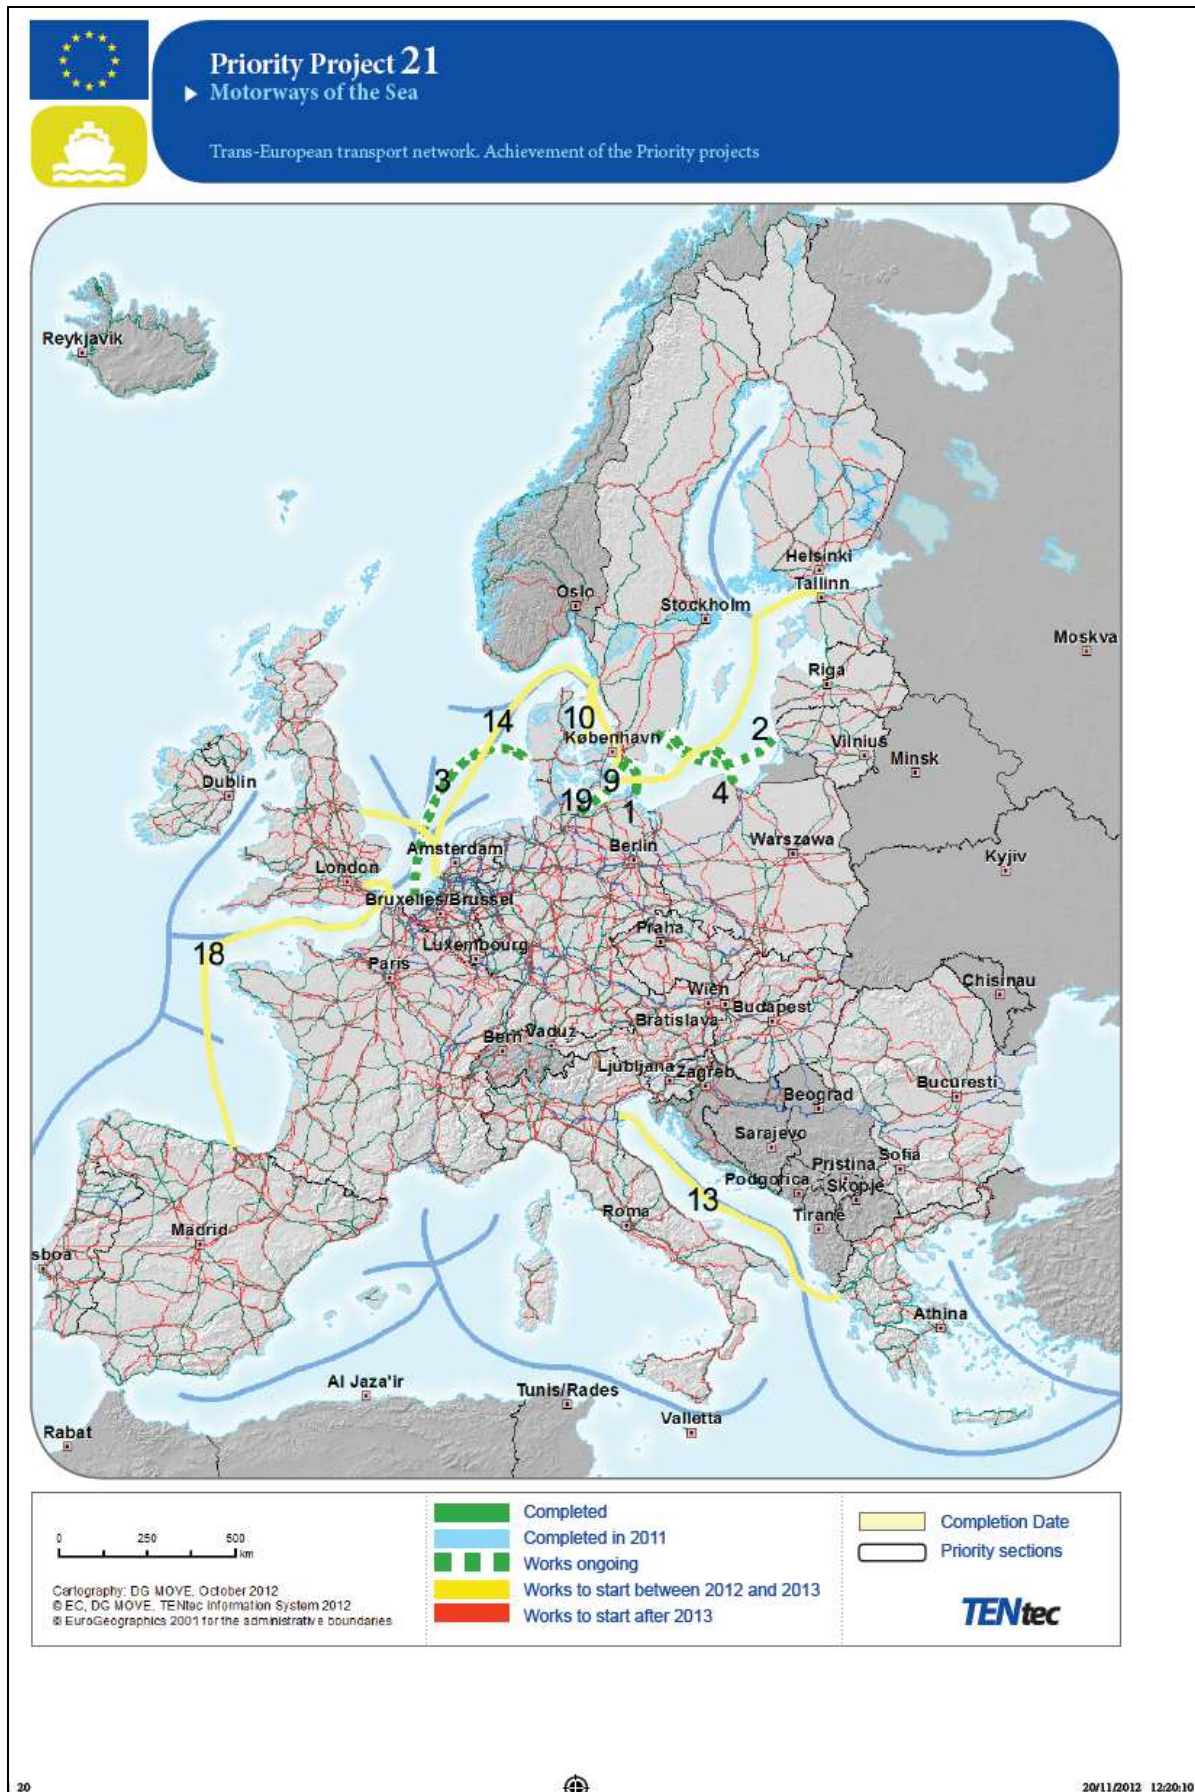 Priority Project 21
Motorways of the Sea
Trans-European transport network. Achievement of the Priority projects
Reykjavik
Helsinki
Tallinn
Oslo
Stockholm
Moskva
Riga
14
10
2
København
Vilnius
Minsk
Dublin
3
9
19
1
4
Amsterdam
Berlin
Warszawa
London
Kyjiv
Bruxelles/Brussel
Praha
18
Luxembourg
Paris
Chisinau
Wien
Budapest
Bratislava
Bern
Vaduz
Ljubljana
Zagreb
Beograd
Bucuresti
Sarajevo
Pristina
Sofia
Podgorica
Skopje
13
Roma
Tirane
Madrid
sboa
Athina
Al Jaza'ir
Tunis/Rades
Valletta
Rabat
0 250 500
km
Cartography: DG MOVE, October 2012
© EC, DG MOVE, TENtec Information System 2012
© EuroGeographics 2001 for the administrative boundaries
Completed
Completed in 2011
Works ongoing
Works to start between 2012 and 2013
Works to start after 2013
Completion Date
Priority sections
TENtec
20
20/11/2012 12:20:10